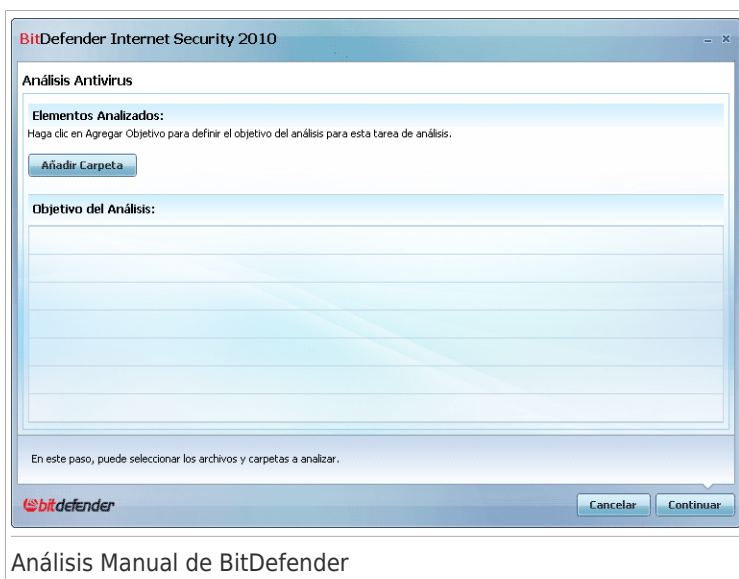 BitDefender Internet Security 2010
Análisis Antivirus
Elementos Analizados:
Haga clic en Agregar Objetivo para definir el objetivo del análisis para esta tarea de análisis.
Añadir Carpeta
Objetivo del Análisis:
En este paso, puede seleccionar los archivos y carpetas a analizar.
bitdefender
Cancelar Continuar
Análisis Manual de BitDefender